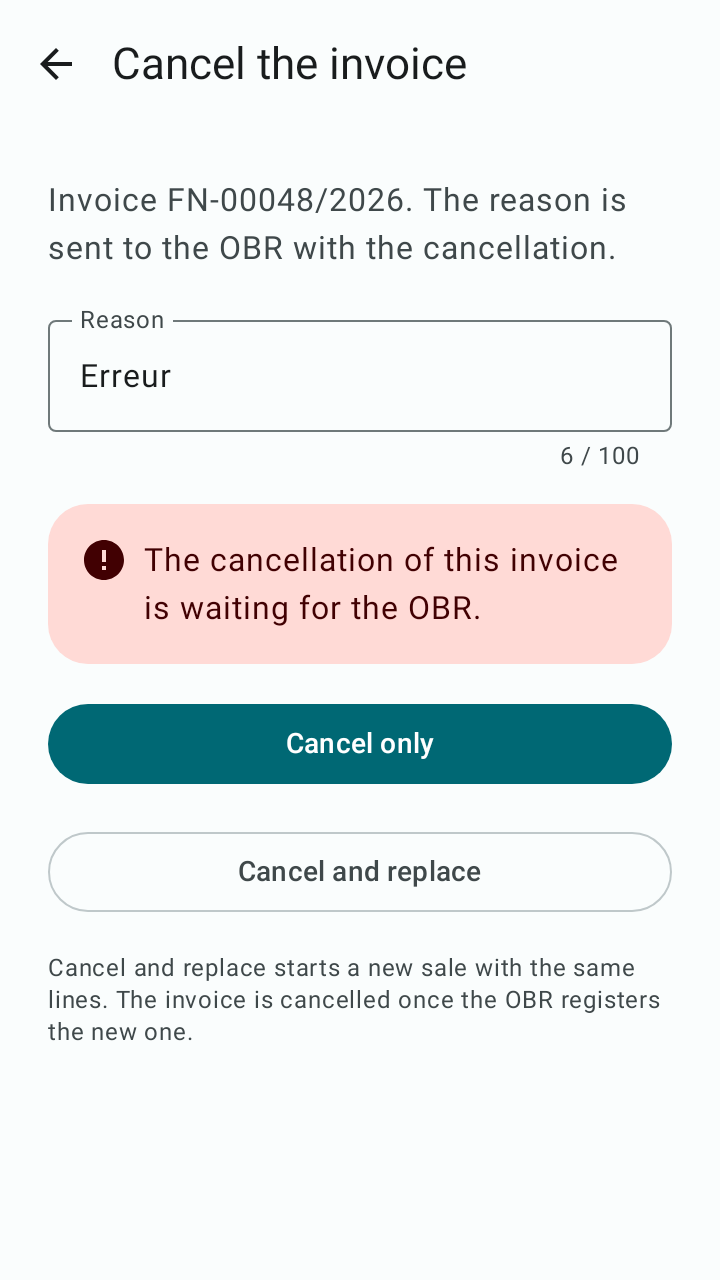 Cancel the invoice
Invoice FN-00048/2026. The reason is
sent to the OBR with the cancellation.
Reason
Erreur
6 / 100
The cancellation of this invoice
is waiting for the OBR.
Cancel only
Cancel and replace
Cancel and replace starts a new sale with the same
lines. The invoice is cancelled once the OBR registers
the new one.